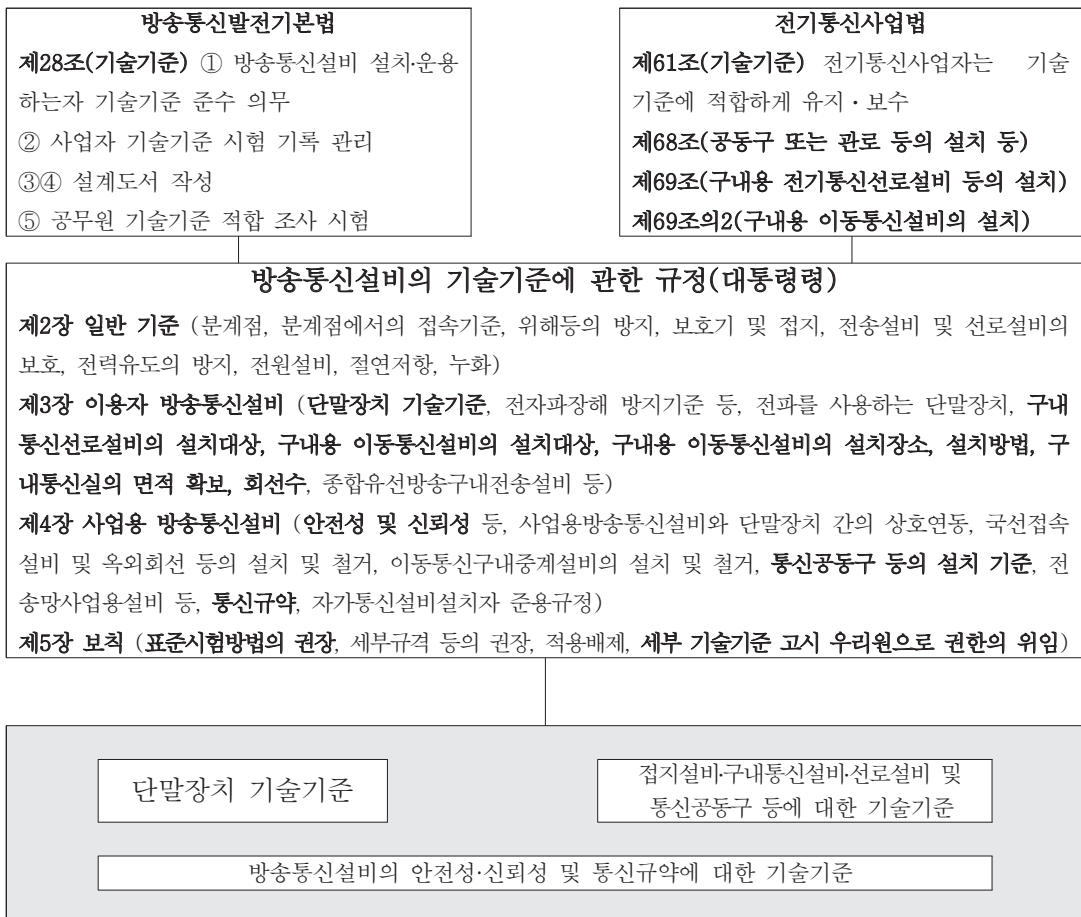 방송통신발전기본법
제28조(기술기준) ① 방송통신설비 설치·운용
하는자 기술기준 준수 의무
② 사업자 기술기준 시험 기록 관리
③④ 설계도서 작성
⑤ 공무원 기술기준 적합 조사 시험
전기통신사업법
제61조(기술기준) 전기통신사업자는 기술
기준에 적합하게 유지·보수
제68조(공동구 또는 관로 등의 설치 등)
제69조(구내용 전기통신선로설비 등의 설치)
제69조의2(구내용 이동통신설비의 설치)
방송통신설비의 기술기준에 관한 규정(대통령령)
제2장 일반 기준 (분계점, 분계점에서의 접속기준, 위해등의 방지, 보호기 및 접지, 전송설비 및 선로설비의
보호, 전력유도의 방지, 전원설비, 절연저항, 누화)
제3장 이용자 방송통신설비 (단말장치 기술기준, 전자파장해 방지기준 등, 전파를 사용하는 단말장치, 구내
통신선로설비의 설치대상, 구내용 이동통신설비의 설치대상, 구내용 이동통신설비의 설치장소, 설치방법, 구
내통신실의 면적 확보, 회선수, 종합유선방송구내전송설비 등)
제4장 사업용 방송통신설비 (안전성 및 신뢰성 등, 사업용방송통신설비와 단말장치 간의 상호연동, 국선접속
설비 및 옥외회선 등의 설치 및 철거, 이동통신구내중계설비의 설치 및 철거, 통신공동구 등의 설치 기준, 전
송망사업용설비 등, 통신규약, 자가통신설비설치자 준용규정)
제5장 보칙 (표준시험방법의 권장, 세부규격 등의 권장, 적용배제, 세부 기술기준 고시 우리원으로 권한의 위임)
단말장치 기술기준
접지설비·구내통신설비·선로설비 및
통신공동구 등에 대한 기술기준
방송통신설비의 안전성·신뢰성 및 통신규약에 대한 기술기준